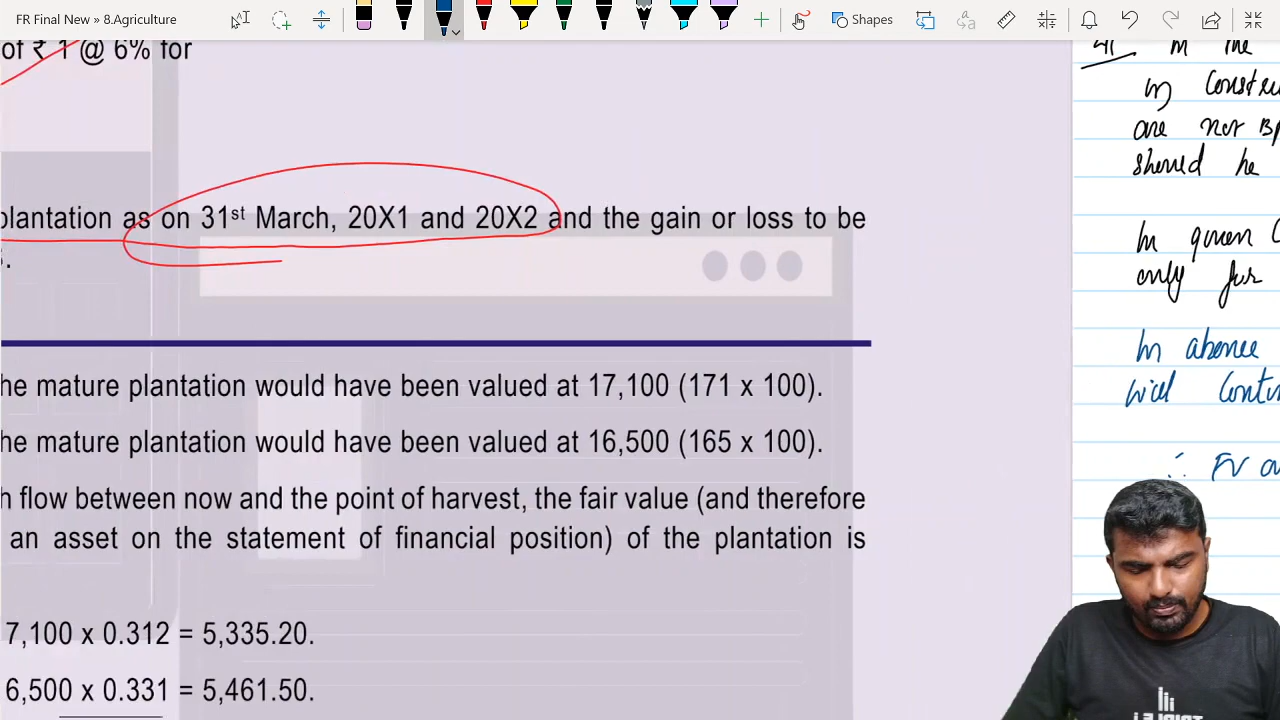 FR Final New » 8.Agriculture
Shapes
of ₹ 1 @ 6% for
plantation as on 31st March, 20X1 and 20X2 and the gain or loss to be
s.
he mature plantation would have been valued at 17,100 (171 x 100).
he mature plantation would have been valued at 16,500 (165 x 100).
h flow between now and the point of harvest, the fair value (and therefore
an asset on the statement of financial position) of the plantation is
7,100 x 0.312 = 5,335.20.
6,500 x 0.331 = 5,461.50.
in the
are not
should be
In given
only for
In absence
will
∴ FV